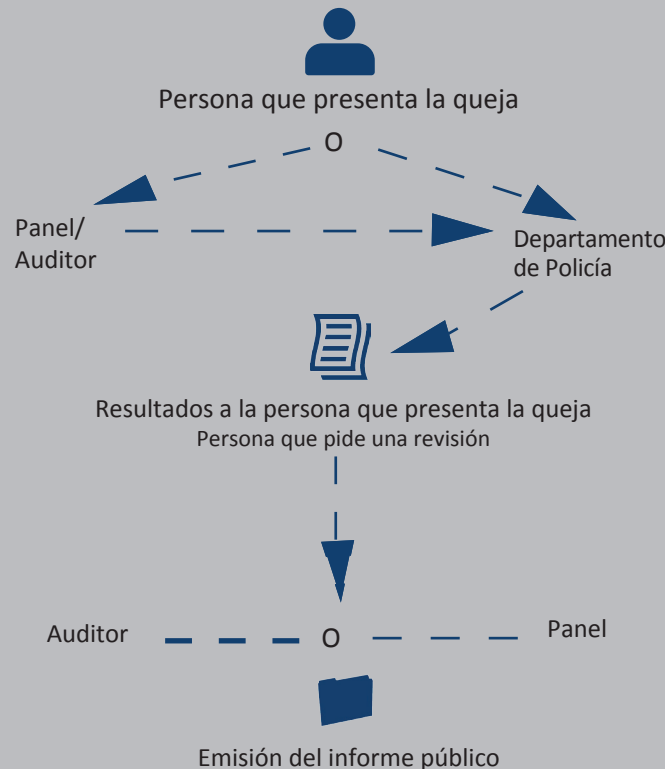 Persona que presenta la queja
O
Panel/
Auditor
Departamento
de Policía
Resultados a la persona que presenta la queja
Persona que pide una revisión
Auditor
O
Panel
Emisión del informe público